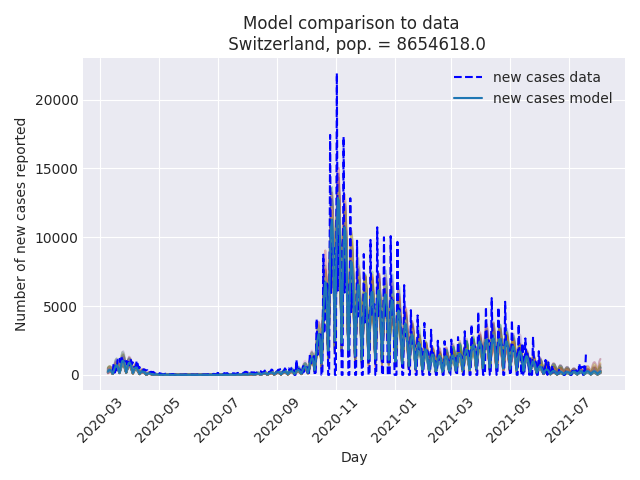 Model comparison to data
Switzerland, pop. = 8654618.0
new cases data
new cases model
Number of new cases reported
20000
15000
10000
5000
0
2020-03
2020-05
2020-07
2020-09
2020-11
2021-01
2021-03
2021-05
2021-07
Day